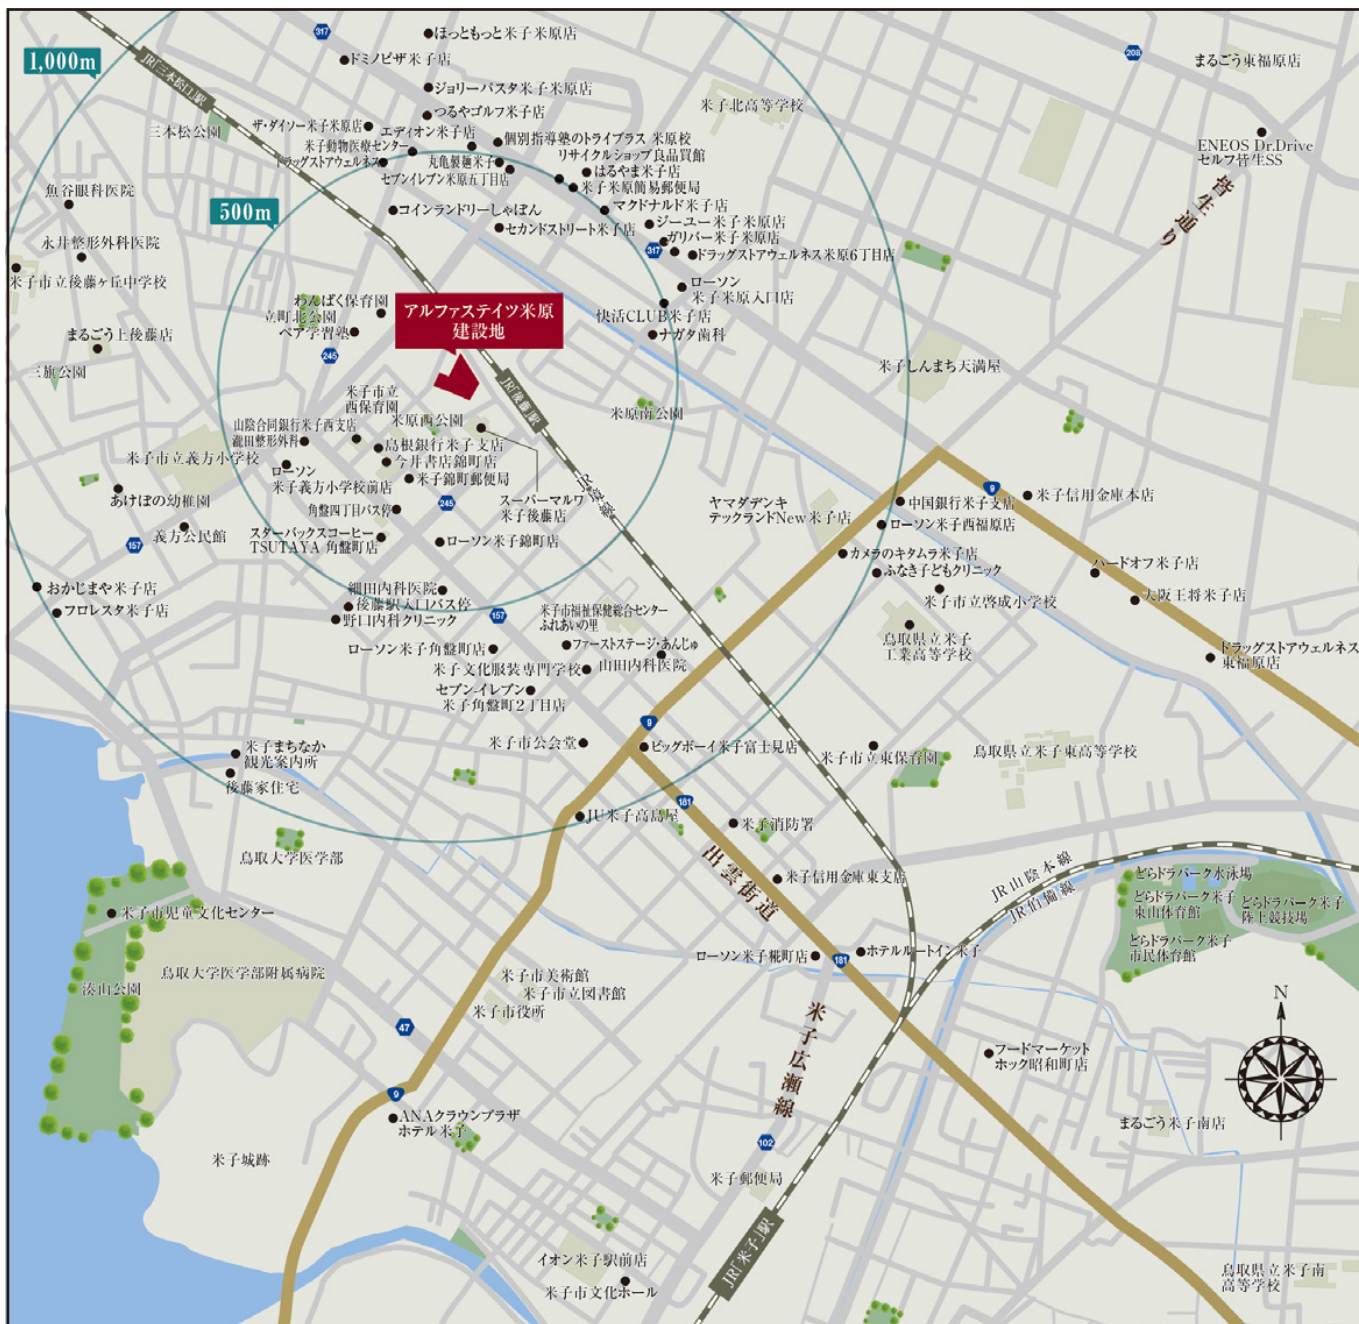 317
ほっともっと米子米原店
208
1,000m
ドミノピザ米子店
まるごう東福原店
JR「三本松口」駅
ジョリーパスタ米子米原店
米子北高等学校
つるやゴルフ米子店
三本松公園
ザ・ダイソー米子米原店
エディオン米子店
個別指導塾のトライプラス 米原校
ENEOS Dr.Drive
セルフ皆生SS
米子動物医療センター
リサイクルショップ良品買館
ドラッグストアウェルネス
丸亀製麺米子
はるやま米子店
セブンイレブン米原五丁目店
米子米原簡易郵便局
皆生通り
魚谷眼科医院
500m
コインランドリーしゃぼん
マクドナルド米子店
ジーユー米子米原店
セカンドストリート米子店
ガリバー米子米原店
永井整形外科医院
317
ドラッグストアウェルネス米原6丁目店
米子市立後藤ヶ丘中学校
ローソン
米子米原入口店
わんぱく保育園
立町北公園
アルファステイツ米原
建設地
快活CLUB米子店
ペア学習塾
ナガタ歯科
まるごう上後藤店
245
三旗公園
米子しんまち天満屋
JR「後藤」駅
米子市立
西保育園
米原西公園
米原南公園
山陰合同銀行米子西支店
瀧田整形外科
島根銀行米子支店
米子市立義方小学校
今井書店錦町店
ローソン
米子義方小学校前店
米子錦町郵便局
JR境線
あけぼの幼稚園
245
スーパーマルワ
米子後藤店
ヤマダデンキ
テックランドNew米子店
9
中国銀行米子支店
米子信用金庫本店
角盤四丁目バス停
義方公民館
ローソン米子西福原店
スターバックスコーヒー
TSUTAYA 角盤町店
157
ローソン米子錦町店
カメラのキタムラ米子店
ふなき子どもクリニック
ハードオフ米子店
おかじまや米子店
細田内科医院
米子市立啓成小学校
大阪王将米子店
フロレスタ米子店
後藤駅入口バス停
野口内科クリニック
157
米子市福祉保健総合センター
ふれあいの里
鳥取県立米子
工業高等学校
ローソン米子角盤町店
ファーストステージ・あんじゅ
ドラッグストアウェルネス
東福原店
米子文化服装専門学校
山田内科医院
セブンイレブン
米子角盤町2丁目店
9
米子まちなか
観光案内所
米子市公会堂
ビッグボーイ米子富士見店
米子市立東保育園
鳥取県立米子東高等学校
後藤家住宅
181
JU米子高島屋
米子消防署
鳥取大学医学部
出雲街道
JR山陰本線
JR伯備線
米子信用金庫東支店
どらドラパーク水泳場
どらドラパーク米子
東山体育館
どらドラパーク米子
陸上競技場
米子市児童文化センター
どらドラパーク米子
市民体育館
ローソン米子糀町店
181
ホテルルートイン米子
鳥取大学医学部附属病院
米子市美術館
湊山公園
米子市立図書館
米子市役所
N
47
米子広瀬線
フードマーケット
ホック昭和町店
9
ANAクラウンプラザ
ホテル米子
まるごう米子南店
102
米子城跡
米子郵便局
JR「米子」駅
イオン米子駅前店
米子市文化ホール
鳥取県立米子南
高等学校